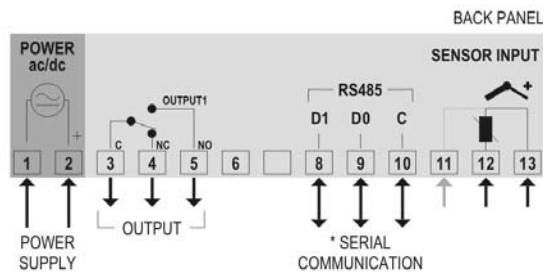 BACK PANEL
POWER
ac/dc
SENSOR INPUT
RS485
OUTPUT1
D1 D0 C
+
+
C NC NO
1 2 3 4 5 6 8 9 10 11 12 13
OUTPUT
POWER
SUPPLY
* SERIAL
COMMUNICATION